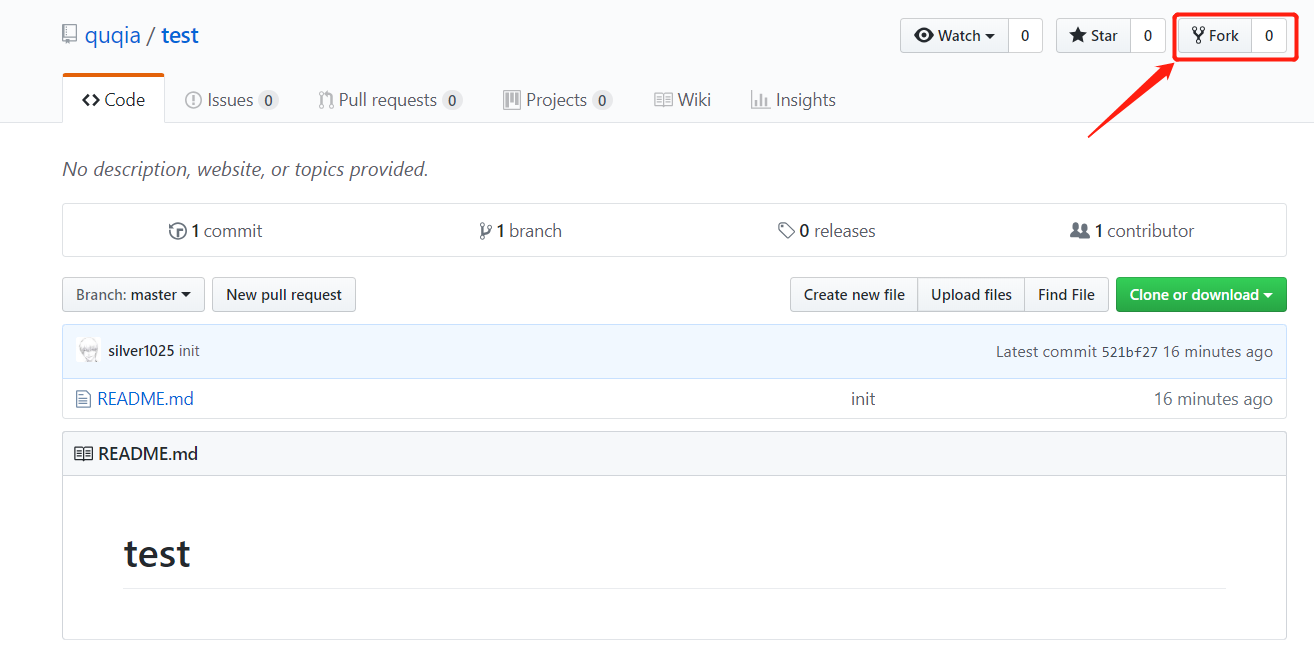 quqia / test Watch 0 Star 0 Fork 0
Code Issues 0 Pull requests 0 Projects 0 Wiki Insights
No description, website, or topics provided.
1 commit 1 branch 0 releases 1 contributor
Branch: master New pull request Create new file Upload files Find File Clone or download
silver1025 init Latest commit 521bf27 16 minutes ago
README.md init 16 minutes ago
README.md
test